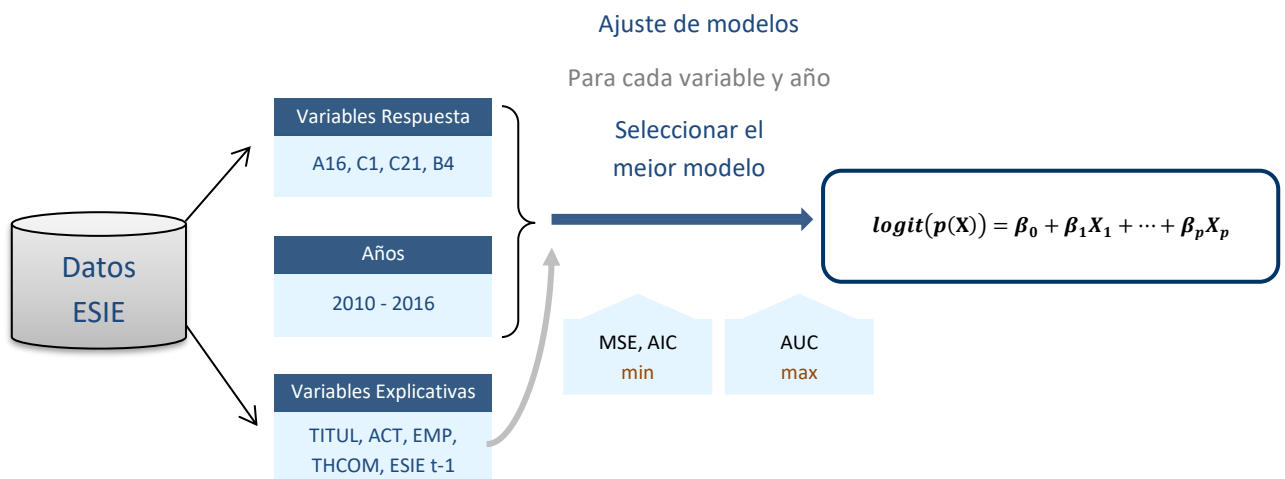 Ajuste de modelos
Para cada variable y año
Seleccionar el
mejor modelo
Variables Respuesta
A16, C1, C21, B4
Datos
ESIE
Años
2010 - 2016
logit(p(X)) = β₀ + β₁X₁ + ⋯ + βₚXₚ
MSE, AIC
min
AUC
max
Variables Explicativas
TITUL, ACT, EMP,
THCOM, ESIE t-1